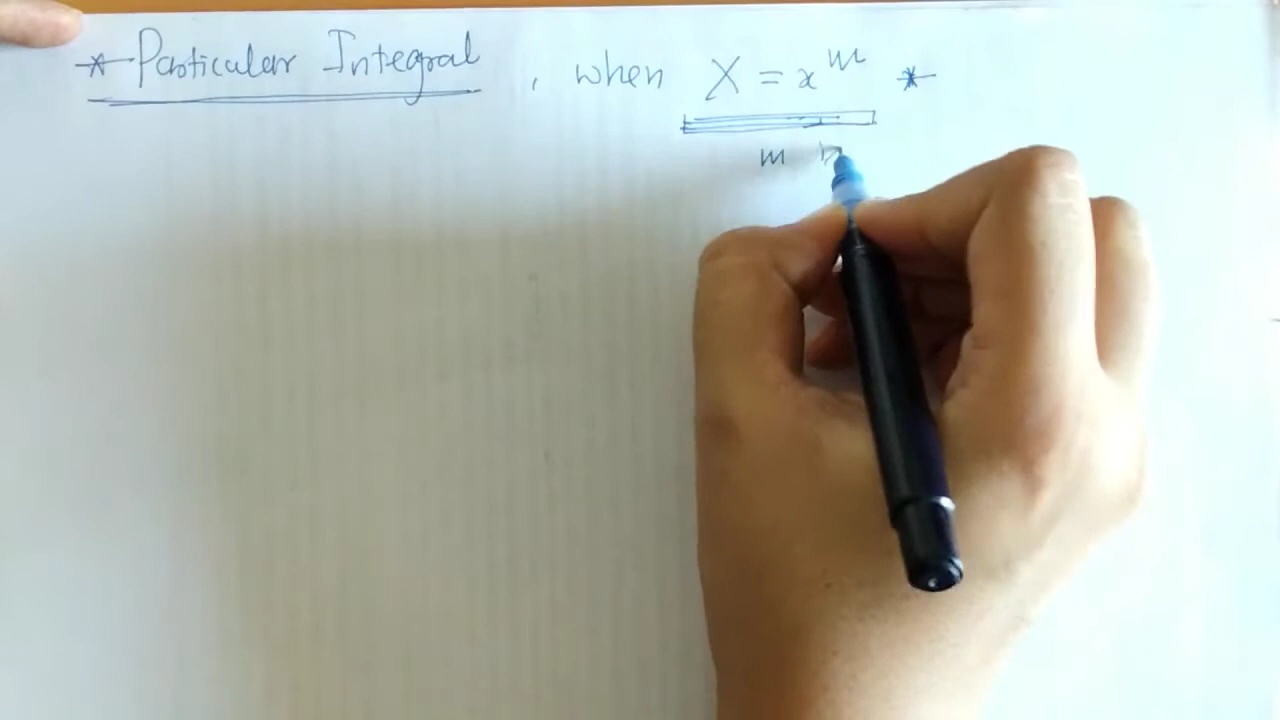 * Particular Integral , when X = x^m *
m